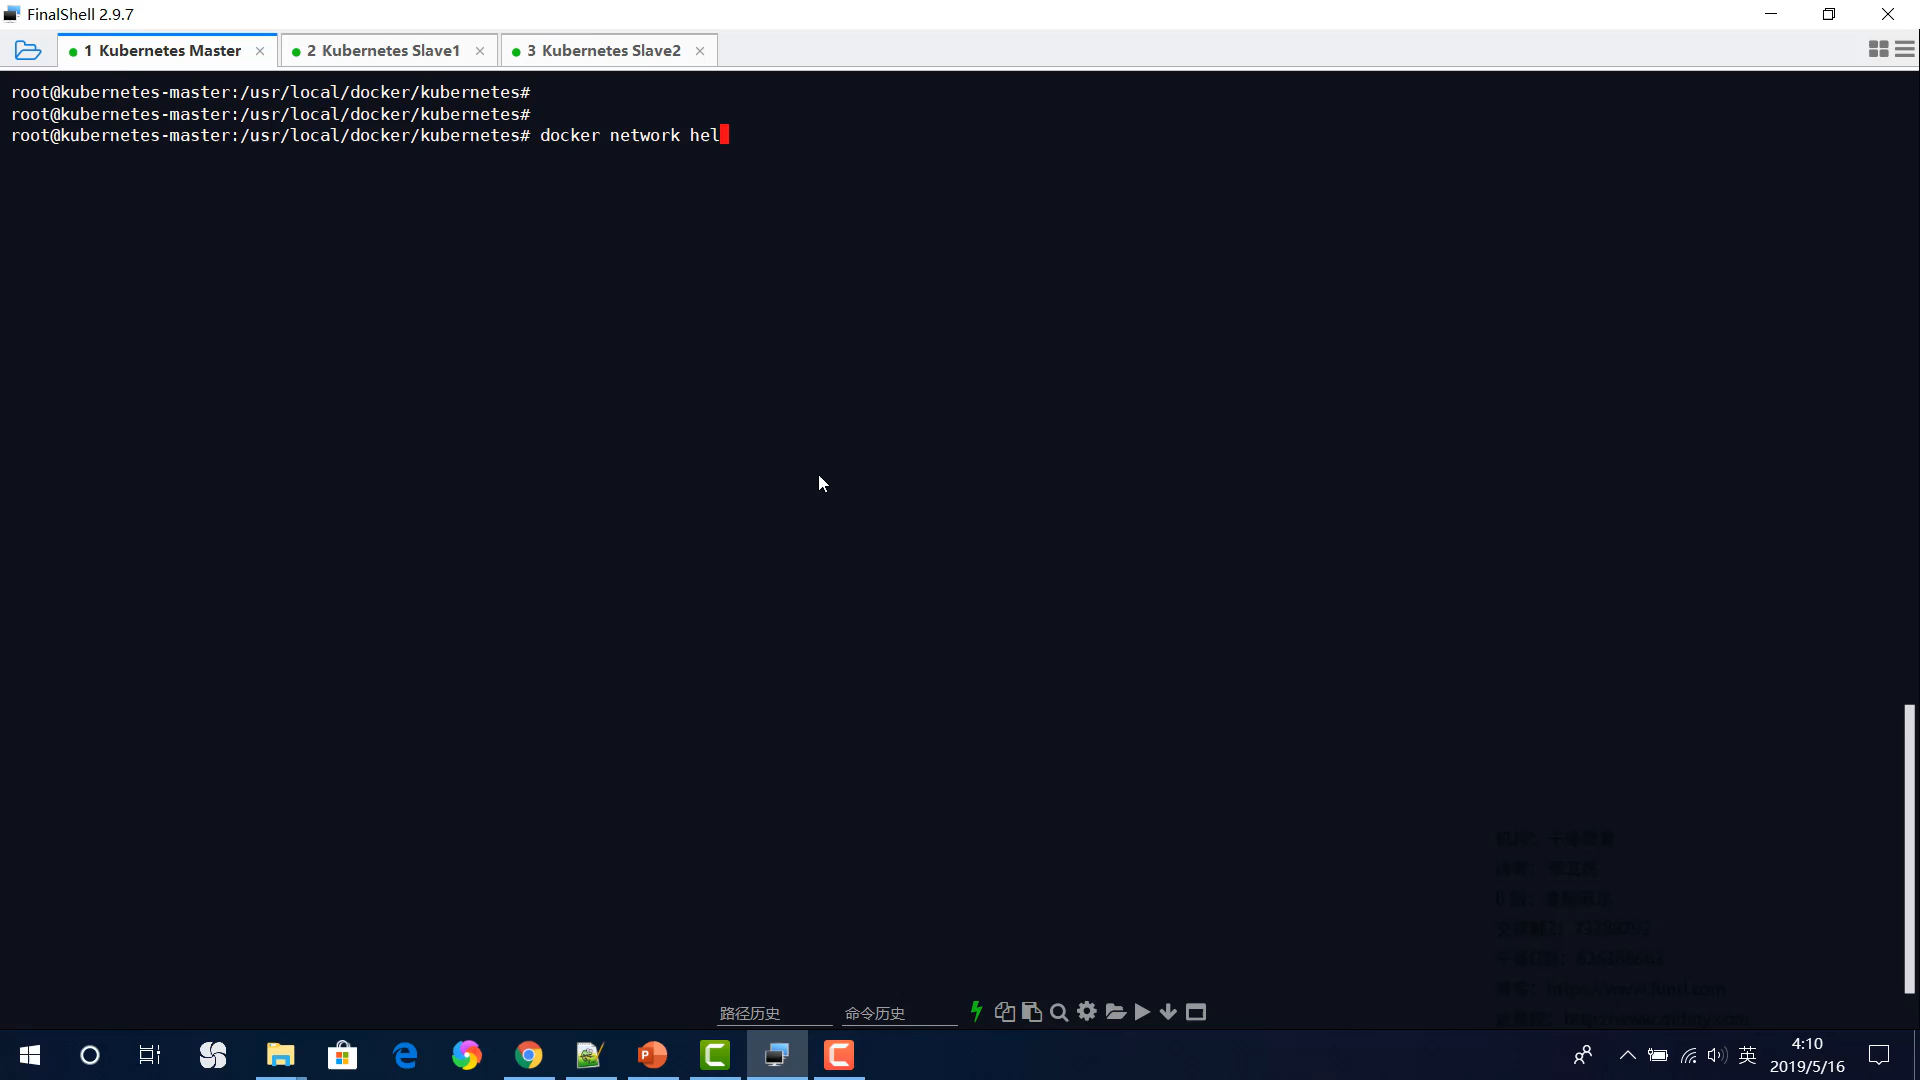 FinalShell 2.9.7
1 Kubernetes Master
2 Kubernetes Slave1
3 Kubernetes Slave2
root@kubernetes-master:/usr/local/docker/kubernetes#
root@kubernetes-master:/usr/local/docker/kubernetes#
root@kubernetes-master:/usr/local/docker/kubernetes# docker network hel
路径历史
命令历史
英
4:10
2019/5/16